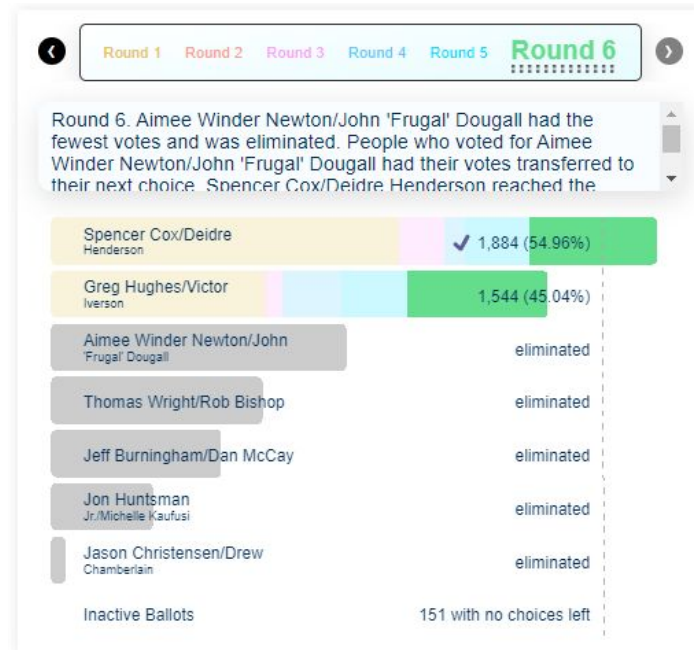 Round 1 Round 2 Round 3 Round 4 Round 5 Round 6
Round 6. Aimee Winder Newton/John 'Frugal' Dougall had the
fewest votes and was eliminated. People who voted for Aimee
Winder Newton/John 'Frugal' Dougall had their votes transferred to
their next choice. Spencer Cox/Deidre Henderson reached the
Spencer Cox/Deidre
Henderson
✔ 1,884 (54.96%)
Greg Hughes/Victor
Iverson
1,544 (45.04%)
Aimee Winder Newton/John
'Frugal' Dougall
eliminated
Thomas Wright/Rob Bishop
eliminated
Jeff Burningham/Dan McCay
eliminated
Jon Huntsman
Jr./Michelle Kaufusi
eliminated
Jason Christensen/Drew
Chamberlain
eliminated
Inactive Ballots
151 with no choices left